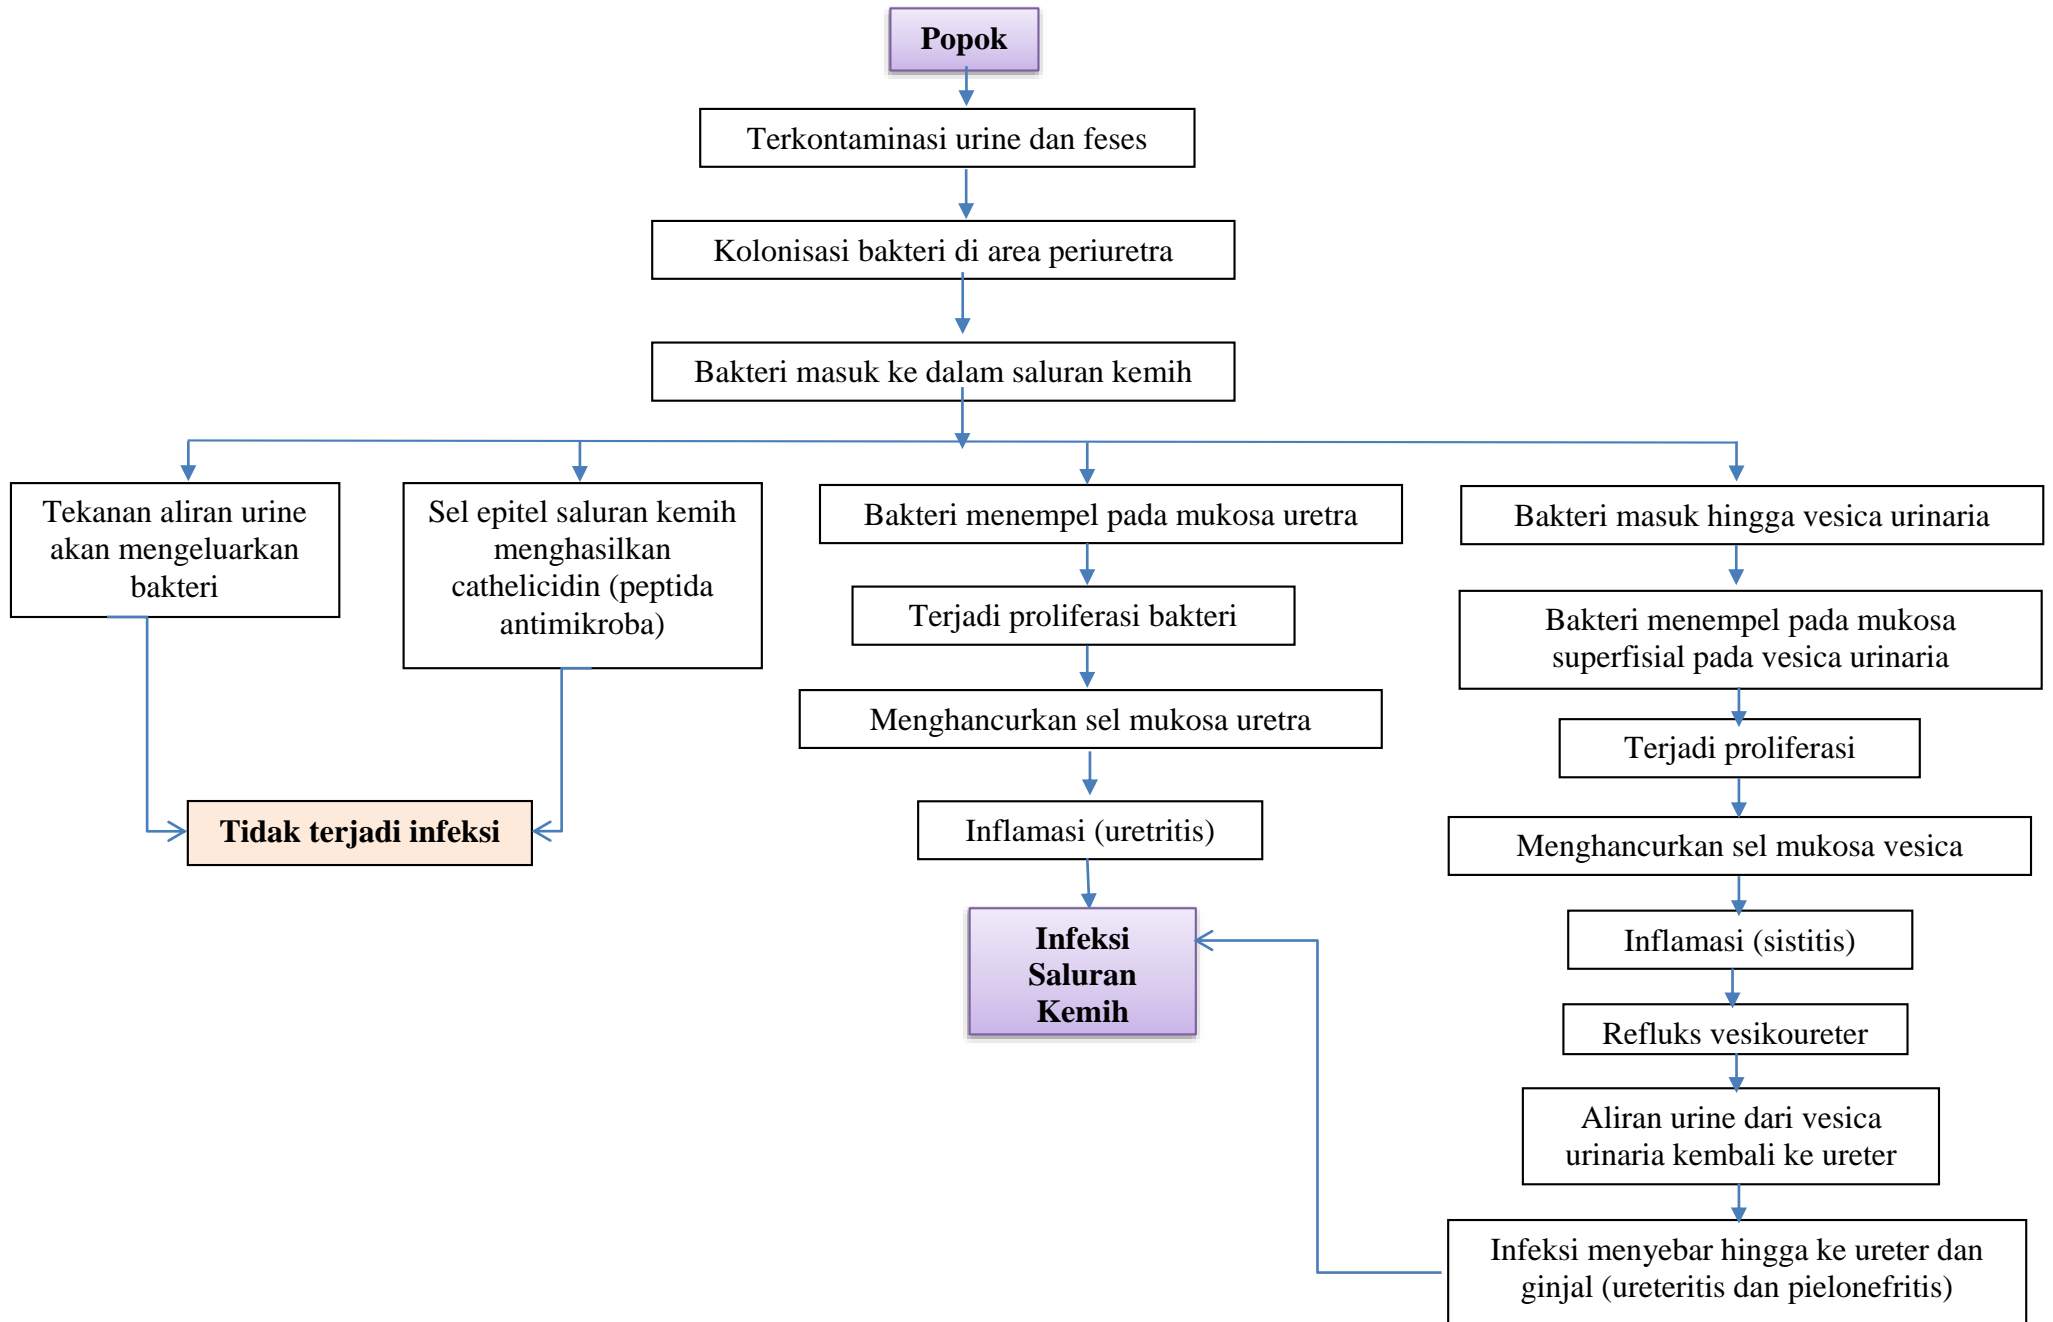 Popok
Terkontaminasi urine dan feses
Kolonisasi bakteri di area periuretra
Bakteri masuk ke dalam saluran kemih
Tekanan aliran urine
akan mengeluarkan
bakteri
Sel epitel saluran kemih
menghasilkan
cathelicidin (peptida
antimikroba)
Tidak terjadi infeksi
Bakteri menempel pada mukosa uretra
Terjadi proliferasi bakteri
Menghancurkan sel mukosa uretra
Inflamasi (uretritis)
Infeksi
Saluran
Kemih
Bakteri masuk hingga vesica urinaria
Bakteri menempel pada mukosa
superfisial pada vesica urinaria
Terjadi proliferasi
Menghancurkan sel mukosa vesica
Inflamasi (sistitis)
Refluks vesikoureter
Aliran urine dari vesica
urinaria kembali ke ureter
Infeksi menyebar hingga ke ureter dan
ginjal (ureteritis dan pielonefritis)